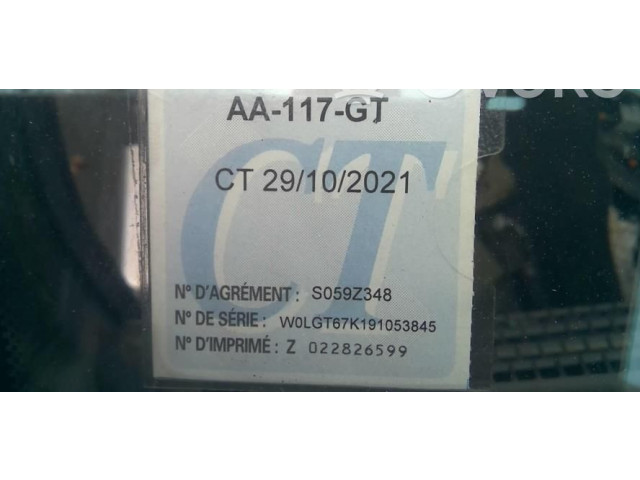 AA-117-GT
CT 29/10/2021
N° D'AGRÉMENT : S059Z348
N° DE SÉRIE : W0LGT67K191053845
N° D'IMPRIMÉ : Z 022826599